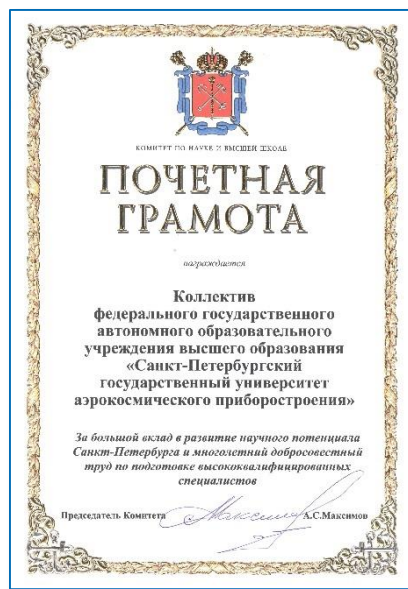 КОМИТЕТ ПО НАУКЕ И ВЫСШЕЙ ШКОЛЕ
ПОЧЕТНАЯ
ГРАМОТА
награждается
Коллектив
федерального государственного
автономного образовательного
учреждения высшего образования
«Санкт-Петербургский
государственный университет
аэрокосмического приборостроения»
За большой вклад в развитие научного потенциала
Санкт-Петербурга и многолетний добросовестный
труд по подготовке высококвалифицированных
специалистов
Председатель Комитета А.С.Максимов